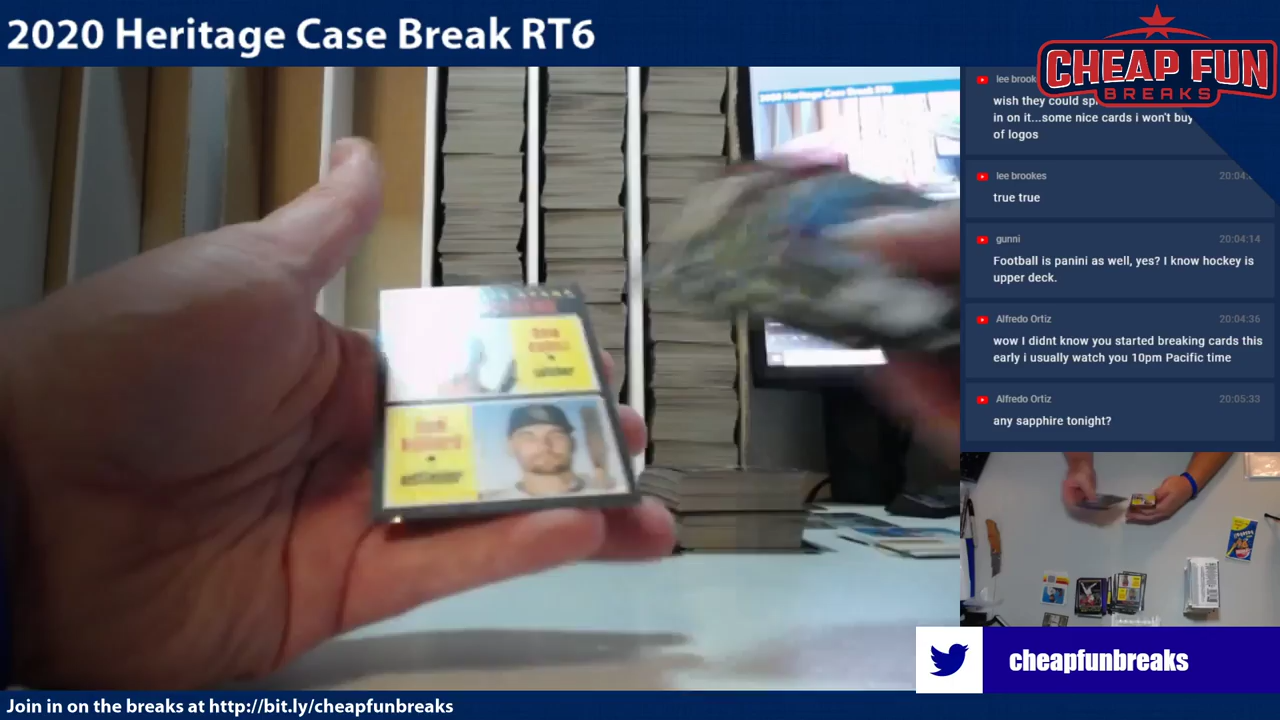 2020 Heritage Case Break RT6
CHEAP FUN
BREAKS
lee brook
wish they could
in on it...some nice cards i won't buy
of logos
lee brookes
true true
gunni 20:04:14
Football is panini as well, yes? I know hockey is
upper deck.
Alfredo Ortiz 20:04:36
wow I didnt know you started breaking cards this
early i usually watch you 10pm Pacific time
Alfredo Ortiz 20:05:33
any sapphire tonight?
cheapfunbreaks
Join in on the breaks at http://bit.ly/cheapfunbreaks